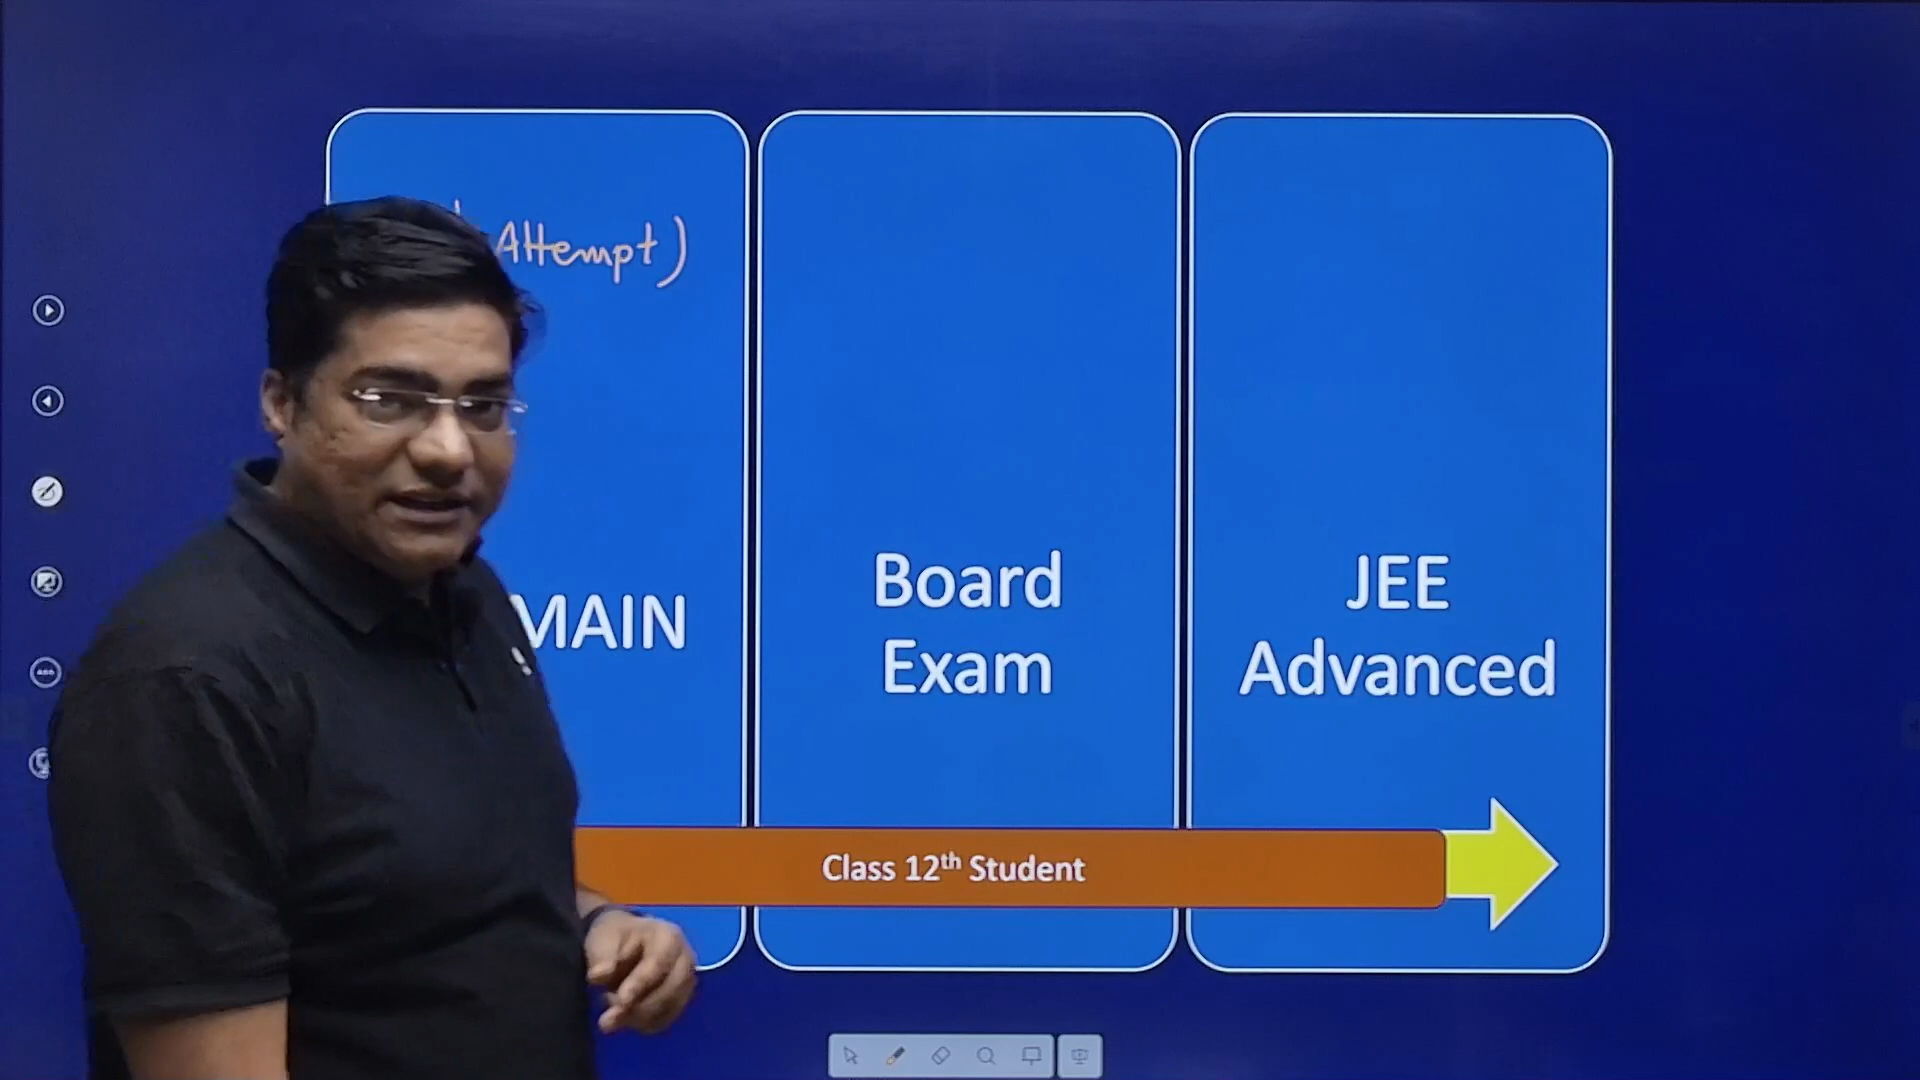 Attempt)
MAIN
Board
Exam
JEE
Advanced
Class 12th Student